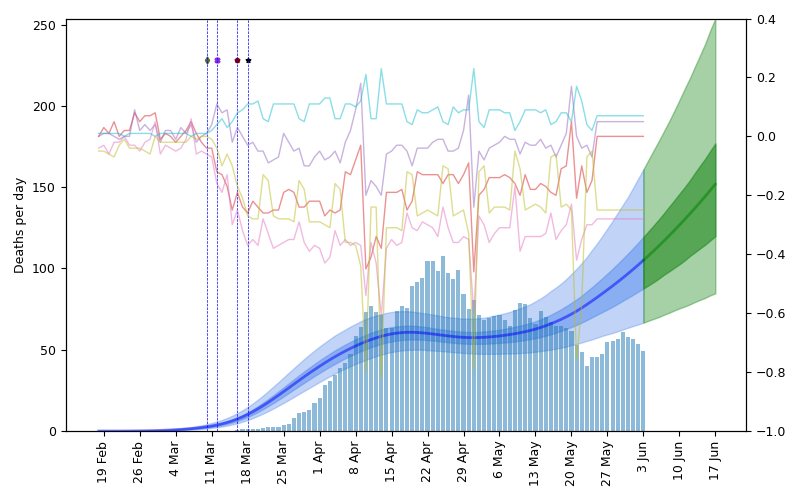 250
200
150
100
50
0
Deaths per day
0.4
0.2
0.0
−0.2
−0.4
−0.6
−0.8
−1.0
19 Feb
26 Feb
4 Mar
11 Mar
18 Mar
25 Mar
1 Apr
8 Apr
15 Apr
22 Apr
29 Apr
6 May
13 May
20 May
27 May
3 Jun
10 Jun
17 Jun